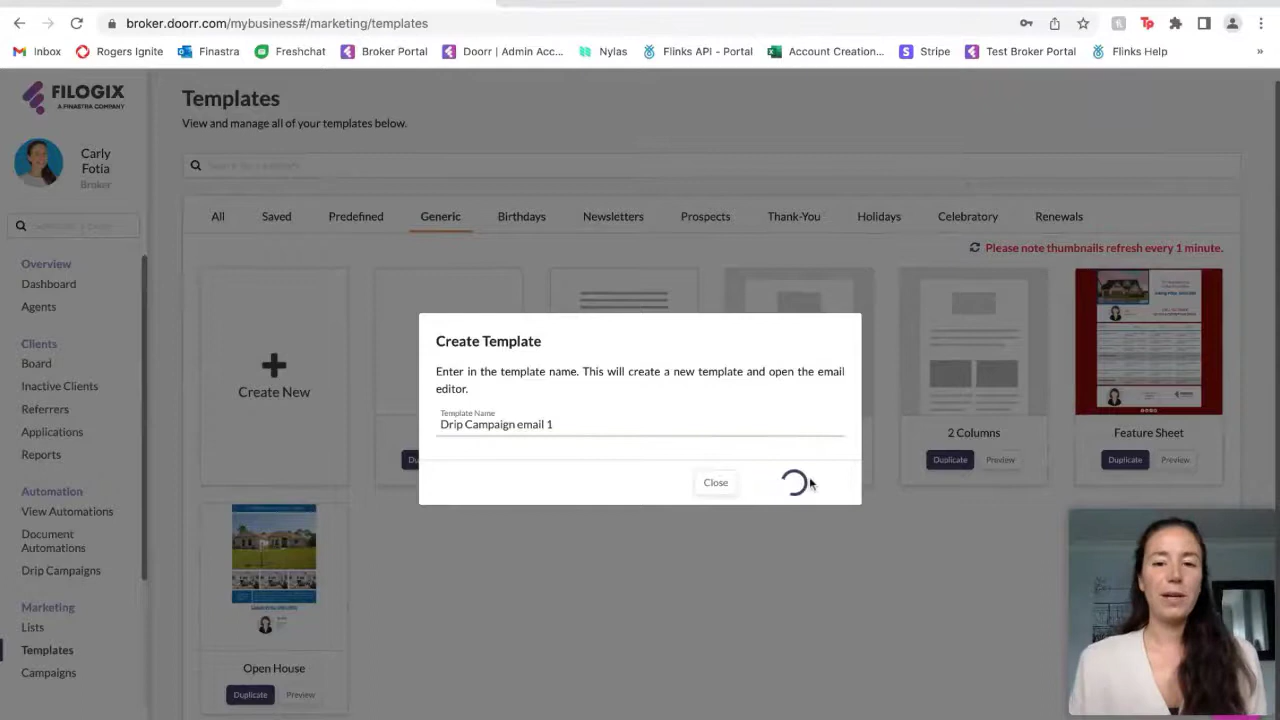 broker.doorr.com/mybusiness#/marketing/templates
Inbox
Rogers Ignite
Finastra
Freshchat
Broker Portal
Doorr | Admin Acc...
Nylas
Flinks API - Portal
Account Creation...
Stripe
Test Broker Portal
Flinks Help
»
FILOGIX
A FINASTRA COMPANY
Carly
Fotia
Broker
Overview
Dashboard
Agents
Clients
Board
Inactive Clients
Referrers
Applications
Reports
Automation
View Automations
Document
Automations
Drip Campaigns
Marketing
Lists
Templates
Campaigns
Templates
View and manage all of your templates below.
All
Saved
Predefined
Generic
Birthdays
Newsletters
Prospects
Thank-You
Holidays
Celebratory
Renewals
Please note thumbnails refresh every 1 minute.
Create New
Create Template
Enter in the template name. This will create a new template and open the email
editor.
Template Name
Drip Campaign email 1
Close
2 Columns
Duplicate
Preview
Feature Sheet
Duplicate
Preview
Open House
Duplicate
Preview